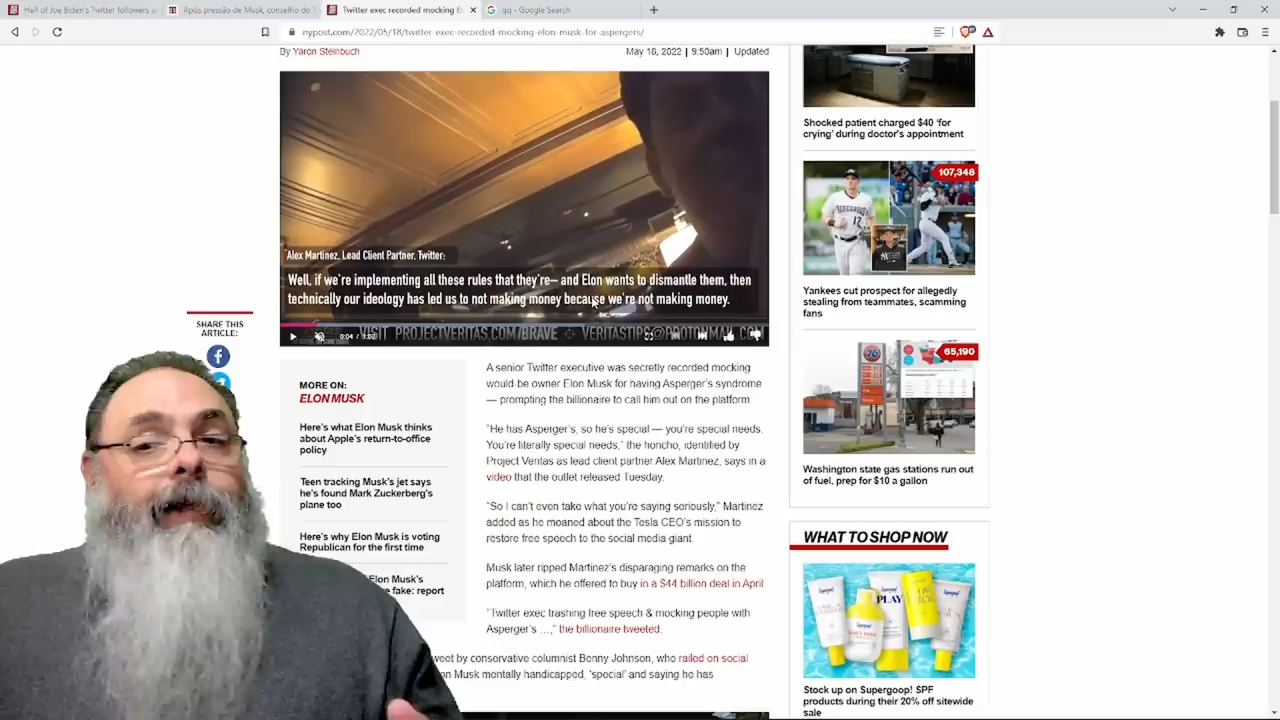 Half of Joe Biden's Twitter followers ar
Após pressão de Musk, conselho do T
Twitter exec recorded mocking El
gq - Google Search
nypost.com/2022/05/18/twitter-exec-recorded-mocking-elon-musk-for-aspergers/
By Yaron Steinbuch
May 18, 2022 | 9:50am | Updated
Alex Martinez, Lead Client Partner, Twitter:
Well, if we're implementing all these rules that they're– and Elon wants to dismantle them, then
technically our ideology has led us to not making money because we're not making money.
VISIT PROJECTVERITAS.COM/BRAVE VERITASTIPS@PROTONMAIL.COM
0:04 /
SHARE THIS
ARTICLE:
MORE ON:
ELON MUSK
Here's what Elon Musk thinks
about Apple's return-to-office
policy
Teen tracking Musk's jet says
he's found Mark Zuckerberg's
plane too
Here's why Elon Musk is voting
Republican for the first time
Elon Musk's
fake: report
A senior Twitter executive was secretly recorded mocking
would-be owner Elon Musk for having Asperger's syndrome
— prompting the billionaire to call him out on the platform.
"He has Asperger's, so he's special — you're special needs.
You're literally special needs," the honcho, identified by
Project Veritas as lead client partner Alex Martinez, says in a
video that the outlet released Tuesday.
"So I can't even take what you're saying seriously," Martinez
added as he moaned about the Tesla CEO's mission to
restore free speech to the social media giant.
Musk later ripped Martinez's disparaging remarks on the
platform, which he offered to buy in a $44 billion deal in April
"Twitter exec trashing free speech & mocking people with
Asperger's …," the billionaire tweeted.
weet by conservative columnist Benny Johnson, who railed on social
on Musk mentally handicapped, 'special' and saying he has
Shocked patient charged $40 'for
crying' during doctor's appointment
107,348
Yankees cut prospect for allegedly
stealing from teammates, scamming
fans
65,190
76
Washington state gas stations run out
of fuel, prep for $10 a gallon
WHAT TO SHOP NOW
PLAY
Stock up on Supergoop! SPF
products during their 20% off sitewide
sale